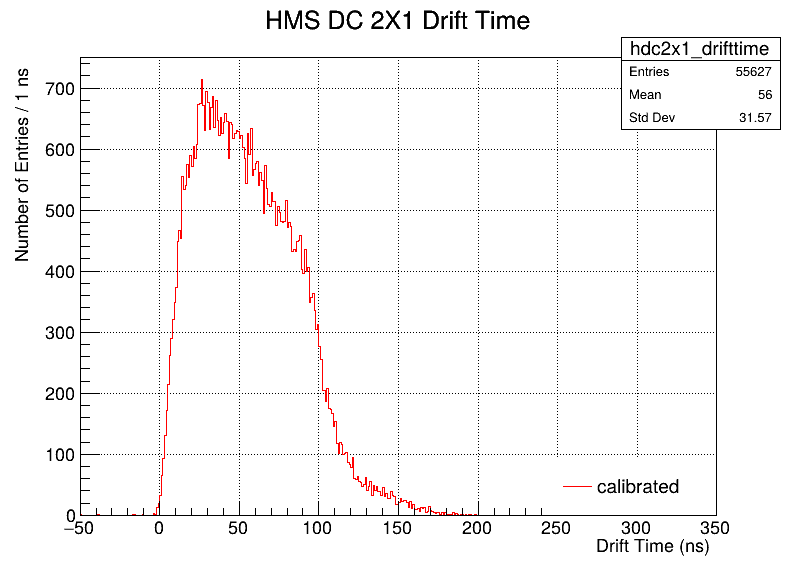 HMS DC 2X1 Drift Time
hdc2x1_drifttime
Entries 55627
Mean 56
Std Dev 31.57
Number of Entries / 1 ns
700
600
500
400
300
200
100
0
−50 0 50 100 150 200 250 300 350
calibrated
Drift Time (ns)